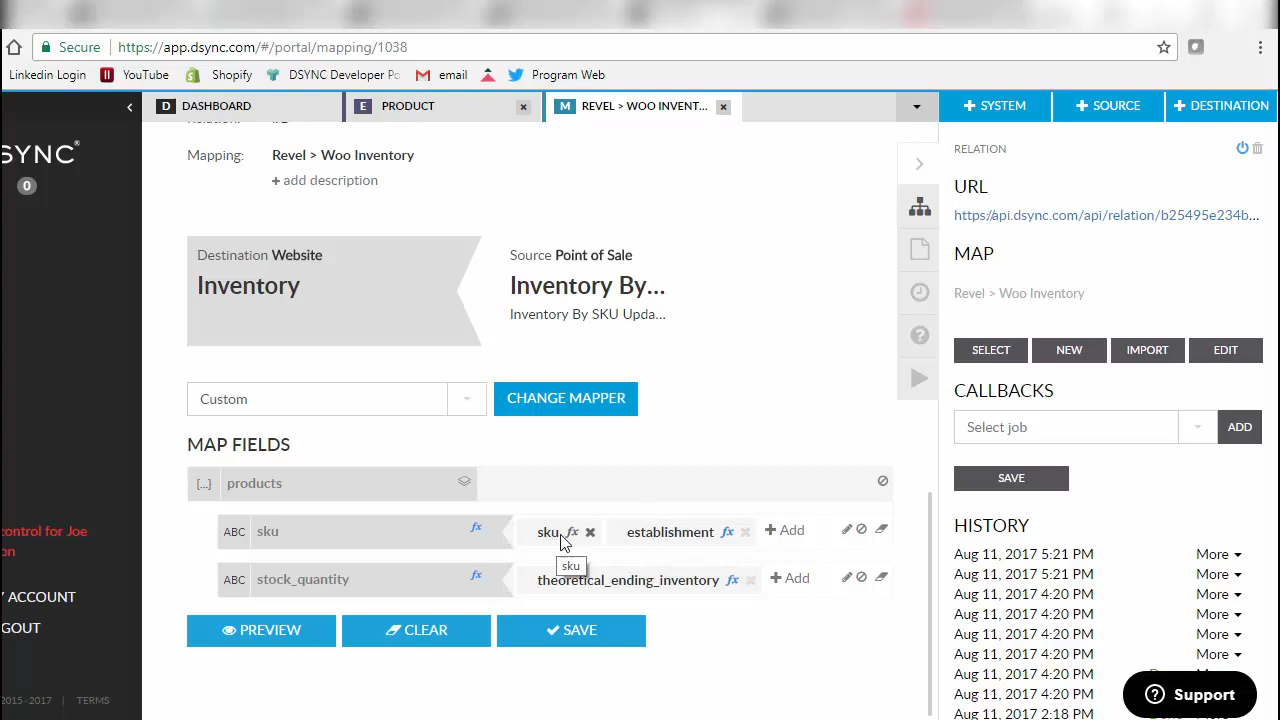 Secure https://app.dsync.com/#/portal/mapping/1038
Linkedin Login YouTube Shopify DSYNC Developer Po email Program Web
D DASHBOARD E PRODUCT M REVEL > WOO INVENT... + SYSTEM + SOURCE + DESTINATION
SYNC®
0
control for Joe
on
ACCOUNT
GOUT
2015-2017 | TERMS
Mapping: Revel > Woo Inventory
+ add description
Destination Website
Inventory
Source Point of Sale
Inventory By...
Inventory By SKU Upda...
Custom
CHANGE MAPPER
MAP FIELDS
{...} products
ABC sku fx sku fx establishment fx + Add
sku
ABC stock_quantity fx theoretical_ending_inventory fx + Add
PREVIEW CLEAR SAVE
RELATION
URL
https://api.dsync.com/api/relation/b25495e234b...
MAP
Revel > Woo Inventory
SELECT NEW IMPORT EDIT
CALLBACKS
Select job ADD
SAVE
HISTORY
Aug 11, 2017 5:21 PM More
Aug 11, 2017 5:21 PM More
Aug 11, 2017 4:20 PM More
Aug 11, 2017 4:20 PM More
Aug 11, 2017 4:20 PM More
Aug 11, 2017 4:20 PM More
Aug 11, 2017 4:20 PM
Aug 11, 2017 4:20 PM
Aug 11, 2017 2:18 PM
? Support